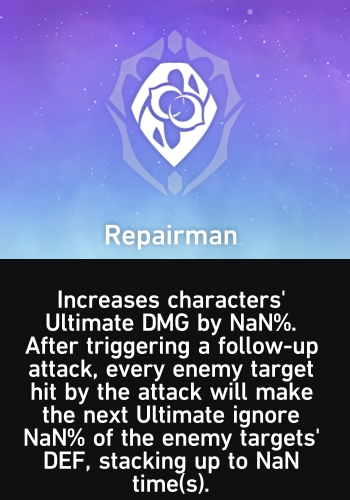 Repairman
Increases characters'
Ultimate DMG by NaN%.
After triggering a follow-up
attack, every enemy target
hit by the attack will make
the next Ultimate ignore
NaN% of the enemy targets'
DEF, stacking up to NaN
time(s).